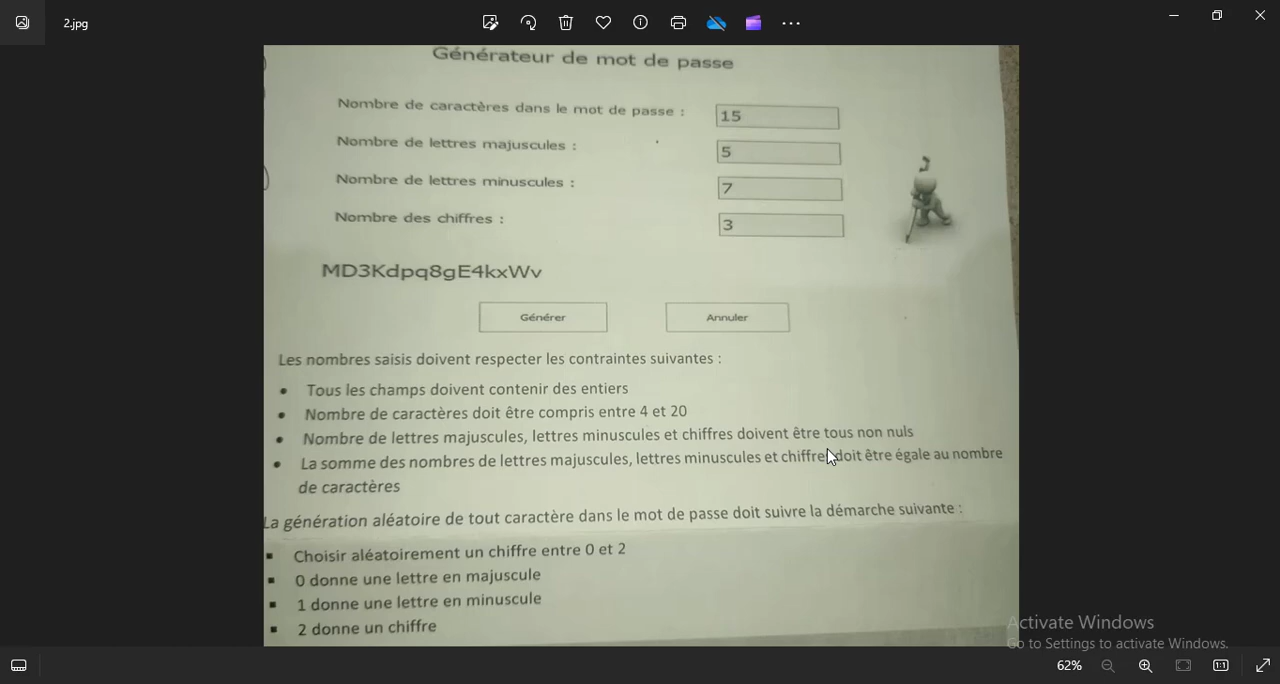 2.jpg
Générateur de mot de passe
Nombre de caractères dans le mot de passe : 15
Nombre de lettres majuscules : 5
Nombre de lettres minuscules : 7
Nombre des chiffres : 3
MD3Kdpq8gE4kxWv
Générer Annuler
Les nombres saisis doivent respecter les contraintes suivantes :
• Tous les champs doivent contenir des entiers
• Nombre de caractères doit être compris entre 4 et 20
• Nombre de lettres majuscules, lettres minuscules et chiffres doivent être tous non nuls
• La somme des nombres de lettres majuscules, lettres minuscules et chiffres doit être égale au nombre
de caractères
La génération aléatoire de tout caractère dans le mot de passe doit suivre la démarche suivante :
▪ Choisir aléatoirement un chiffre entre 0 et 2
▪ 0 donne une lettre en majuscule
▪ 1 donne une lettre en minuscule
▪ 2 donne un chiffre
Activate Windows
Go to Settings to activate Windows.
62%
1:1